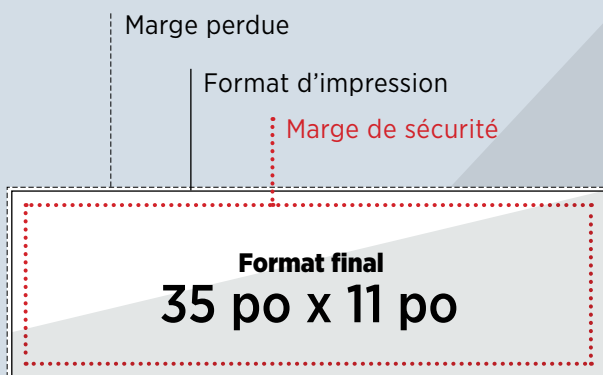 Marge perdue
Format d’impression
Marge de sécurité
Format final
35 po x 11 po